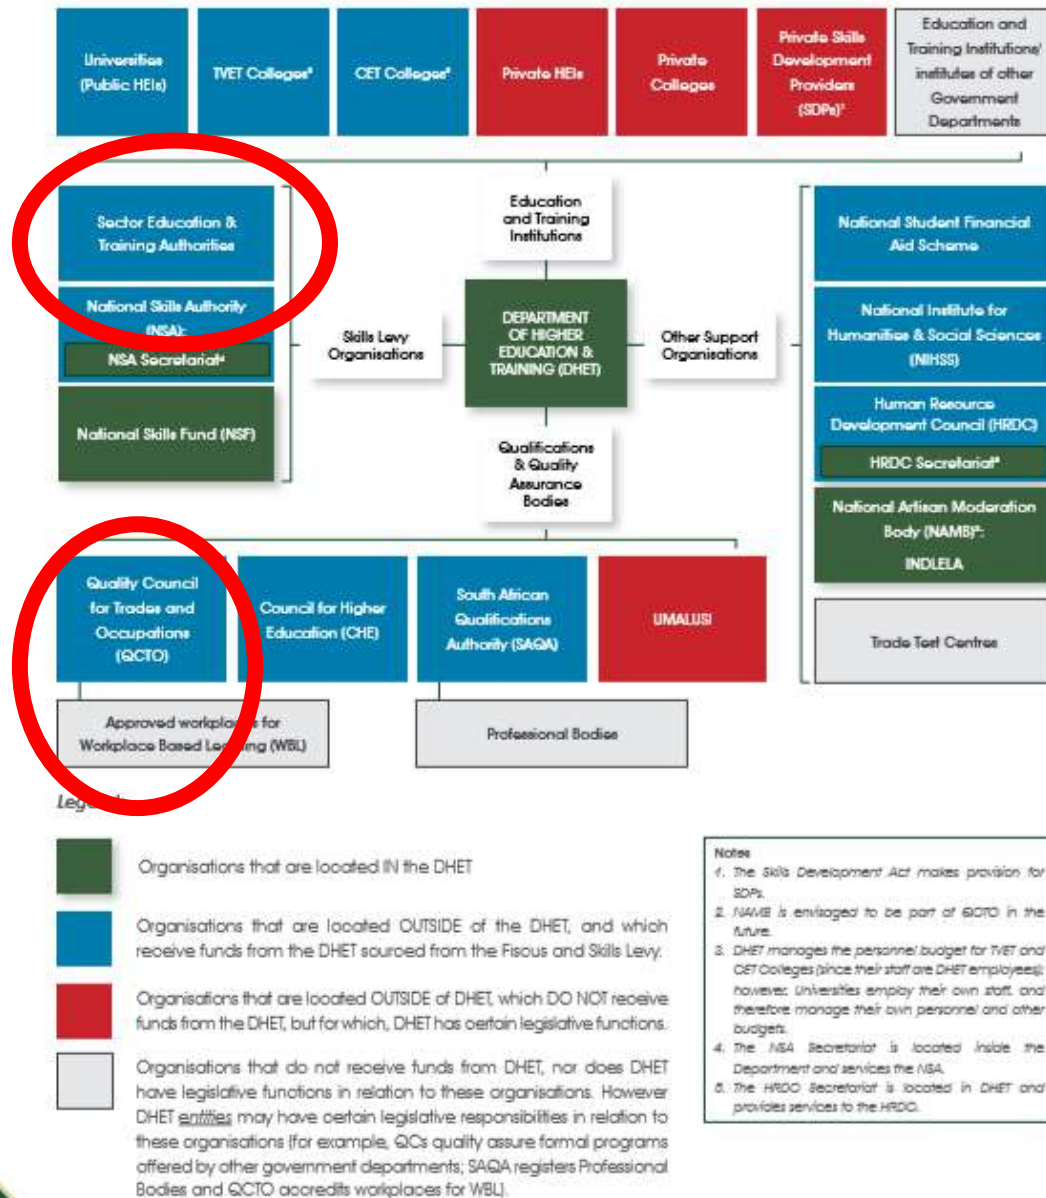 Universities
(Public HEIs)
TVET Colleges³
CET Colleges³
Private HEIs
Private
Colleges
Private Skills
Development
Providers
(SDPs)¹
Education and
Training Institutions/
institutes of other
Government
Departments
Sector Education &
Training Authorities
National Skills Authority
(NSA):
NSA Secretariat⁴
National Skills Fund (NSF)
Skills Levy
Organisations
Education
and Training
Institutions
DEPARTMENT
OF HIGHER
EDUCATION &
TRAINING (DHET)
Qualifications
& Quality
Assurance
Bodies
Other Support
Organisations
National Student Financial
Aid Scheme
National Institute for
Humanities & Social Sciences
(NIHSS)
Human Resource
Development Council (HRDC)
HRDC Secretariat⁵
National Artisan Moderation
Body (NAMB)²:
INDLELA
Trade Test Centres
Quality Council
for Trades and
Occupations
(QCTO)
Council for Higher
Education (CHE)
South African
Qualifications
Authority (SAQA)
UMALUSI
Approved workplaces for
Workplace Based Learning (WBL)
Professional Bodies
Organisations that are located IN the DHET
Organisations that are located OUTSIDE of the DHET, and which
receive funds from the DHET sourced from the Fiscus and Skills Levy.
Organisations that are located OUTSIDE of DHET, which DO NOT receive
funds from the DHET, but for which, DHET has certain legislative functions.
Organisations that do not receive funds from DHET, nor does DHET
have legislative functions in relation to these organisations. However
DHET entities may have certain legislative responsibilities in relation to
these organisations (for example, QCs quality assure formal programs
offered by other government departments; SAQA registers Professional
Bodies and QCTO accredits workplaces for WBL).
Notes
1. The Skills Development Act makes provision for
SDPs.
2. NAMB is envisaged to be part of QCTO in the
future.
3. DHET manages the personnel budget for TVET and
CET Colleges (since their staff are DHET employees);
however, Universities employ their own staff, and
therefore manage their own personnel and other
budgets.
4. The NSA Secretariat is located inside the
Department and services the NSA.
5. The HRDC Secretariat is located in DHET and
provides services to the HRDC.